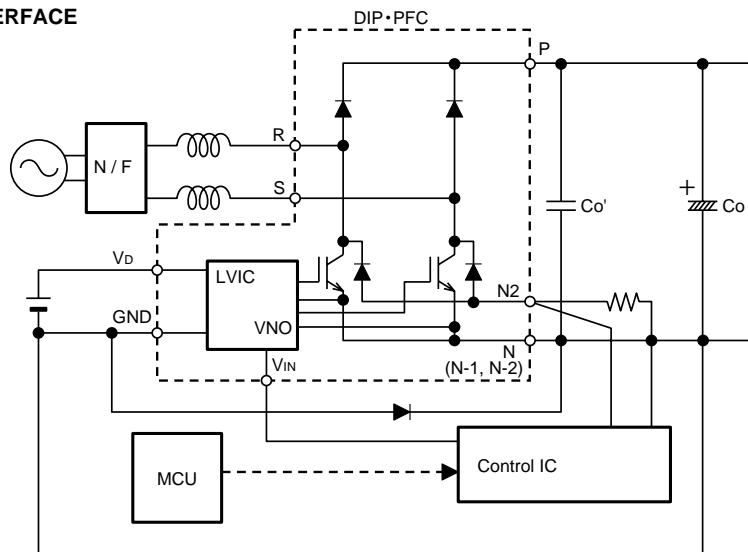 ERFACE
DIP•PFC
P
R
N / F
S
Co'
+
Co
VD
LVIC
N2
GND
VNO
N
(N-1, N-2)
VIN
MCU
Control IC